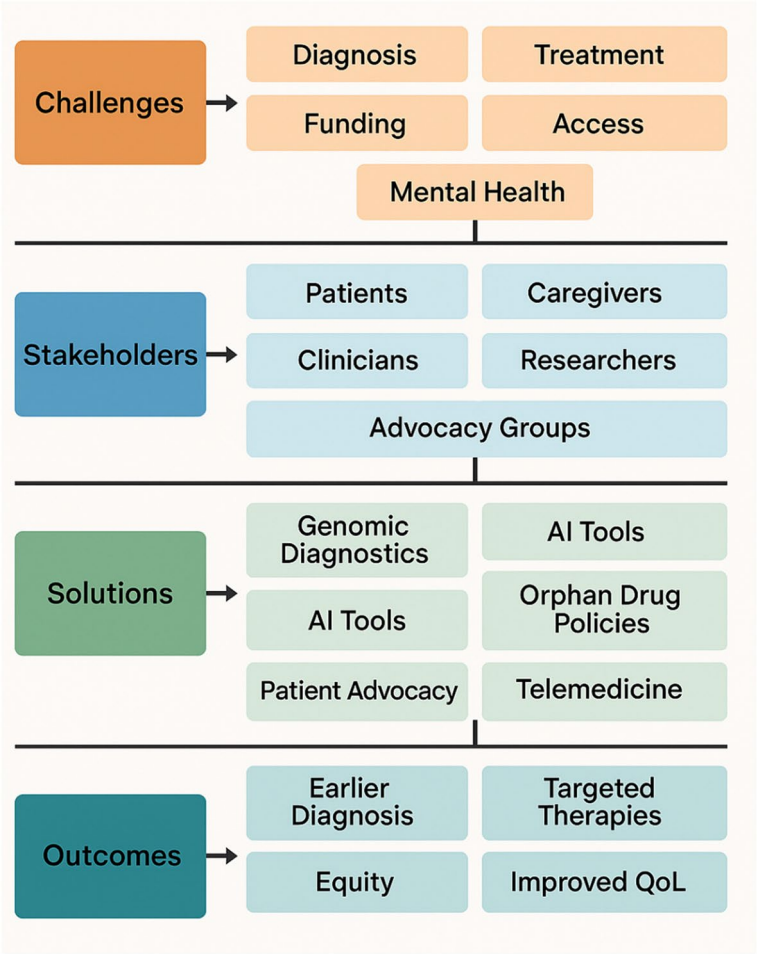 Challenges
Diagnosis
Treatment
Funding
Access
Mental Health
Stakeholders
Patients
Caregivers
Clinicians
Researchers
Advocacy Groups
Solutions
Genomic
Diagnostics
AI Tools
AI Tools
Orphan Drug
Policies
Patient Advocacy
Telemedicine
Outcomes
Earlier
Diagnosis
Targeted
Therapies
Equity
Improved QoL